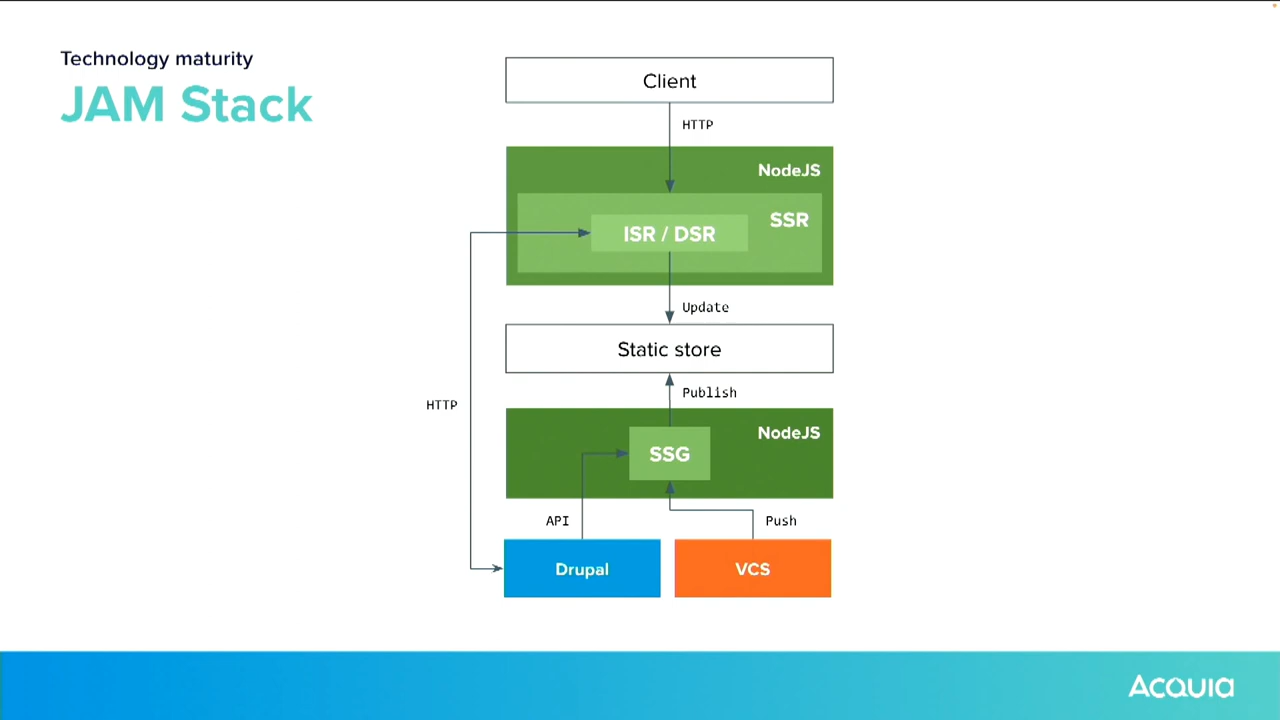 Technology maturity
JAM Stack
Client
HTTP
NodeJS
SSR
ISR / DSR
Update
Static store
Publish
HTTP
NodeJS
SSG
API
Push
Drupal
VCS
ACQUIA